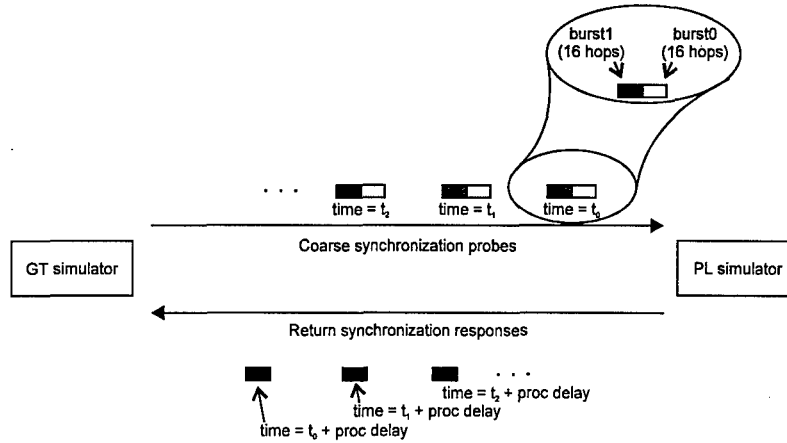 burst1 burst0
(16 hops) (16 hops)
. . .
time = t₂ time = t₁ time = t₀
Coarse synchronization probes
GT simulator PL simulator
Return synchronization responses
. . .
time = t₂ + proc delay
time = t₁ + proc delay
time = t₀ + proc delay